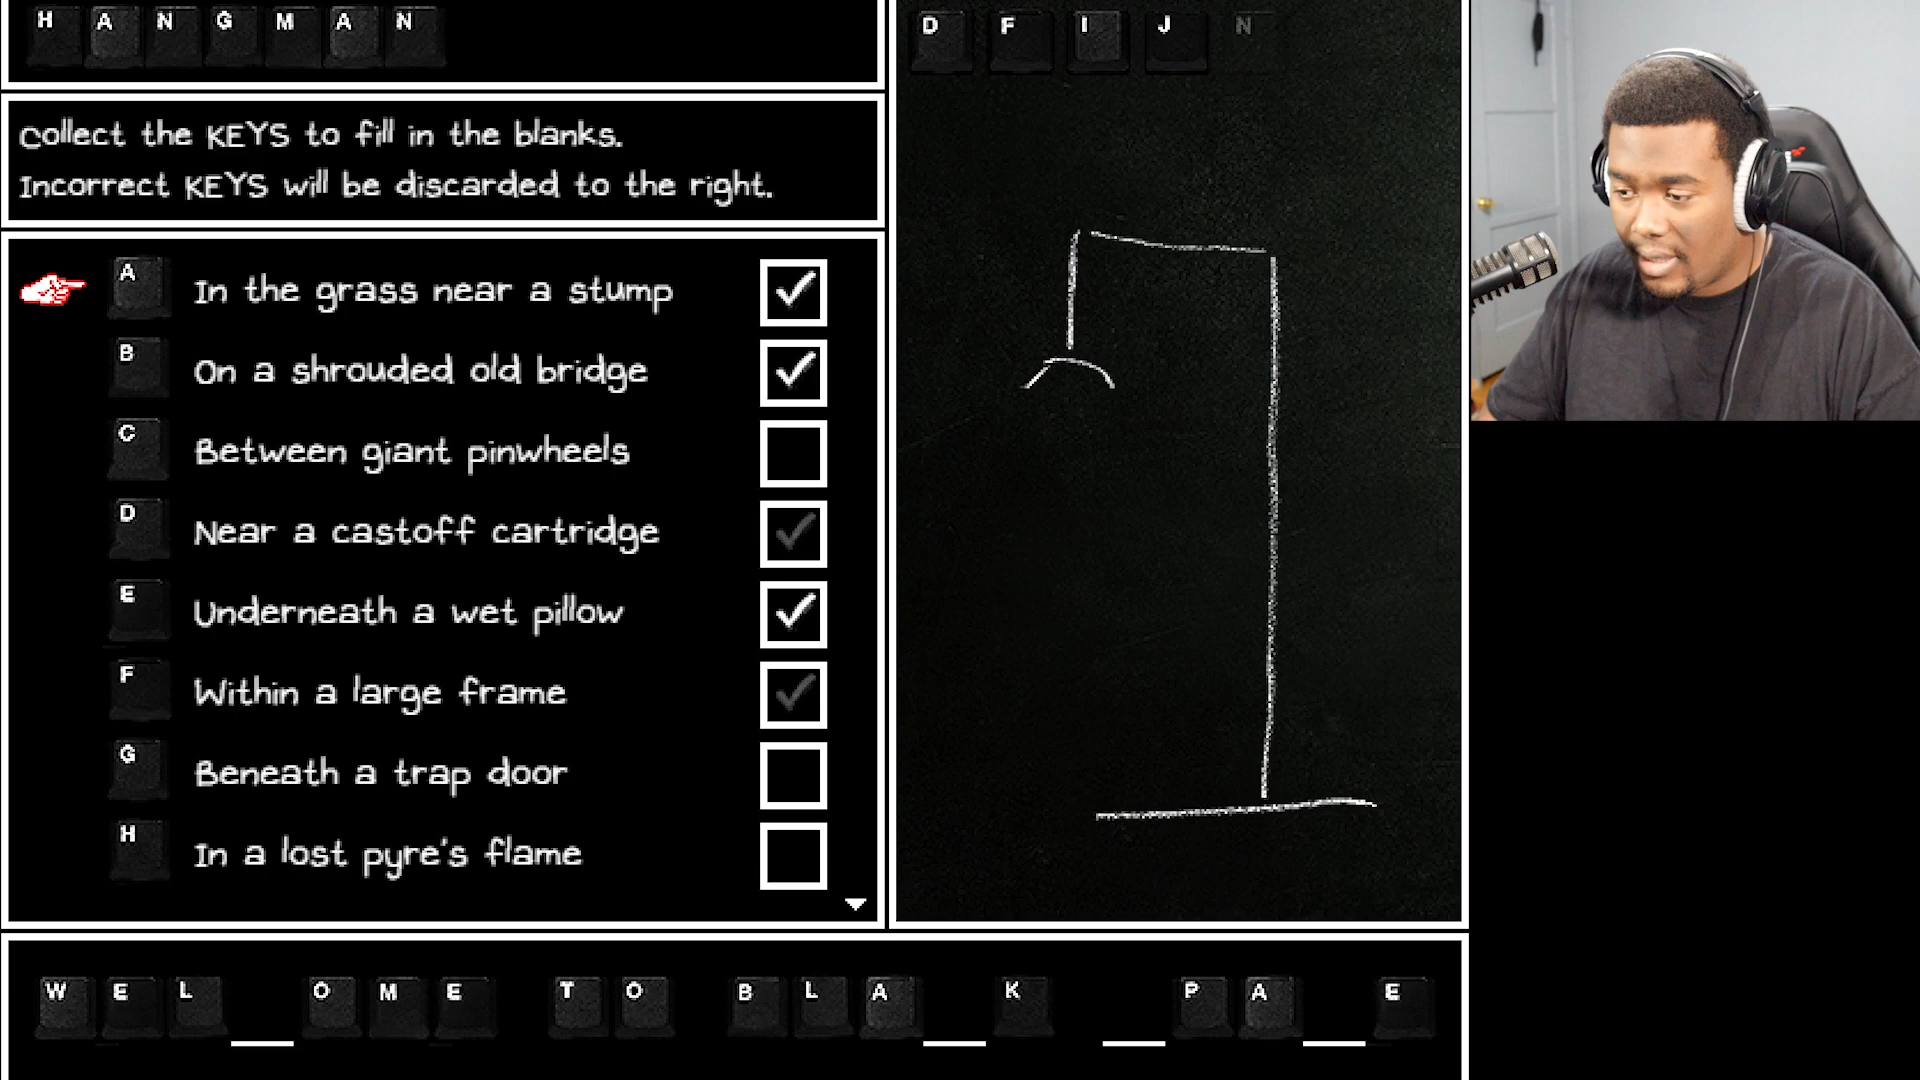 H A N G M A N
Collect the KEYS to fill in the blanks.
Incorrect KEYS will be discarded to the right.
A In the grass near a stump
B On a shrouded old bridge
C Between giant pinwheels
D Near a castoff cartridge
E Underneath a wet pillow
F Within a large frame
G Beneath a trap door
H In a lost pyre's flame
D F I J N
W E L _ O M E T O B L A _ K _ P A _ E